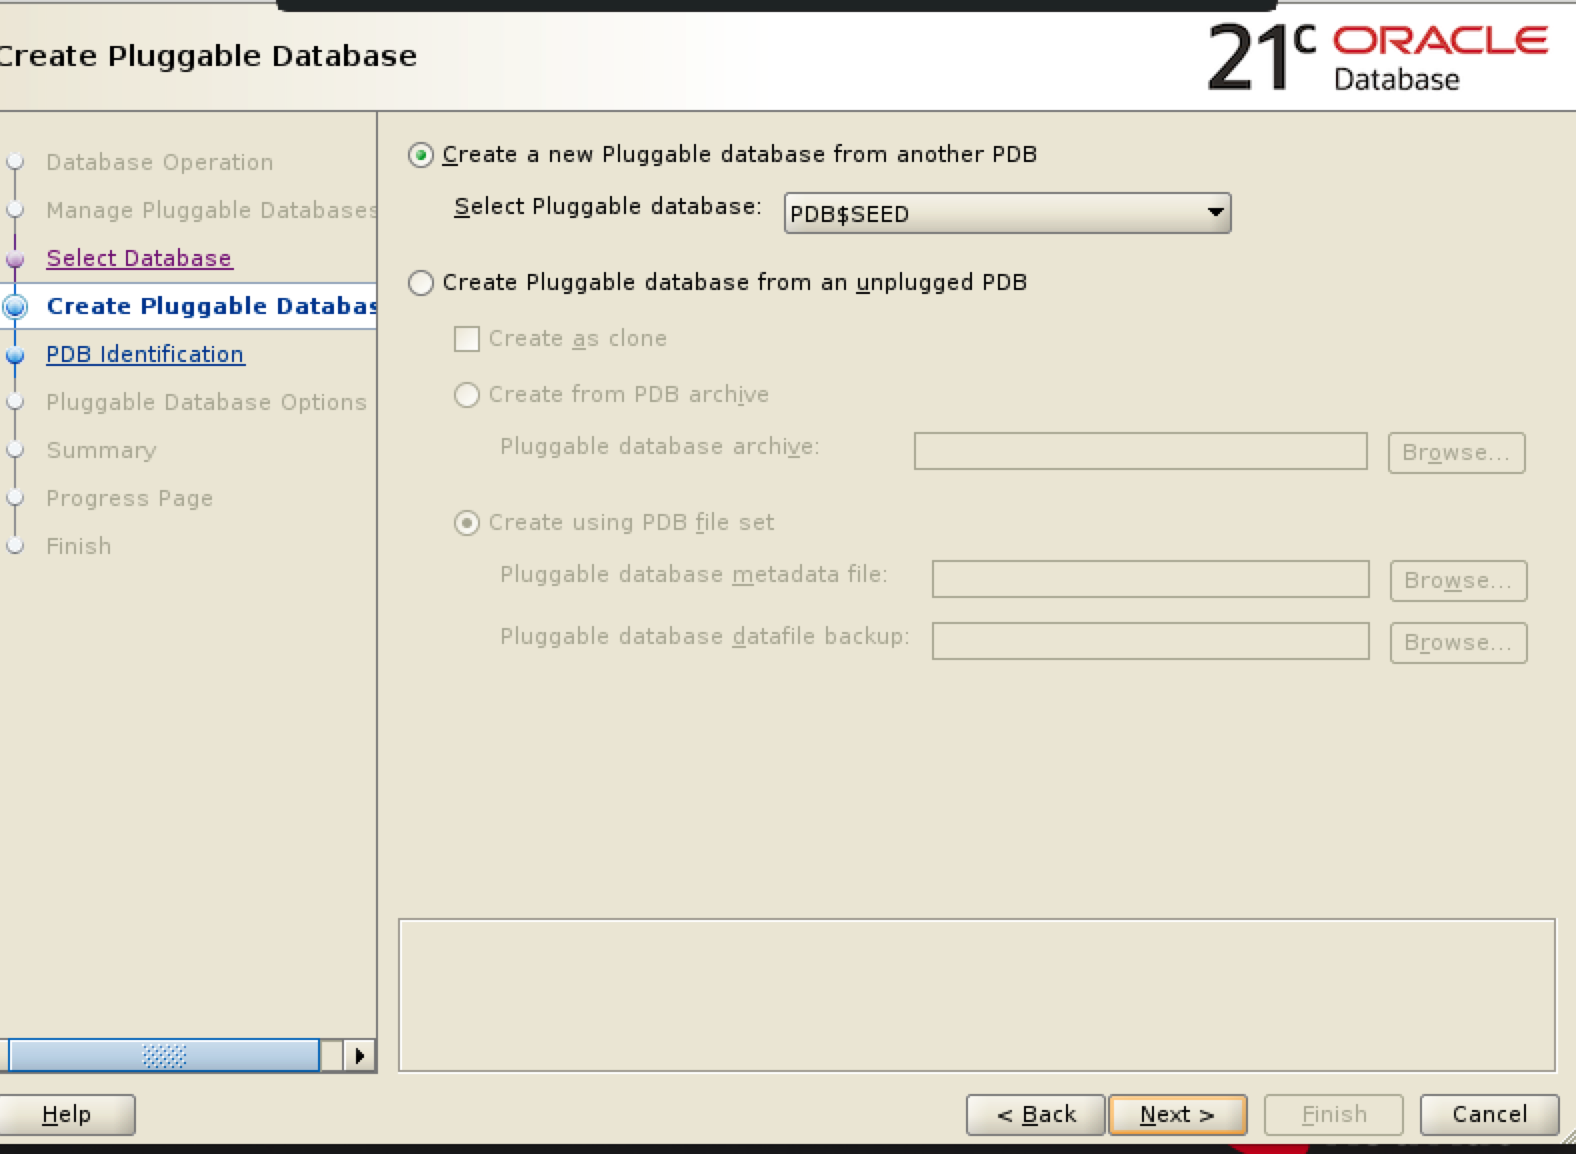 Create Pluggable Database
21c ORACLE
Database
Database Operation
Manage Pluggable Databases
Select Database
Create Pluggable Databas
PDB Identification
Pluggable Database Options
Summary
Progress Page
Finish
Create a new Pluggable database from another PDB
Select Pluggable database: PDB$SEED
Create Pluggable database from an unplugged PDB
Create as clone
Create from PDB archive
Pluggable database archive: Browse...
Create using PDB file set
Pluggable database metadata file: Browse...
Pluggable database datafile backup: Browse...
Help < Back Next > Finish Cancel